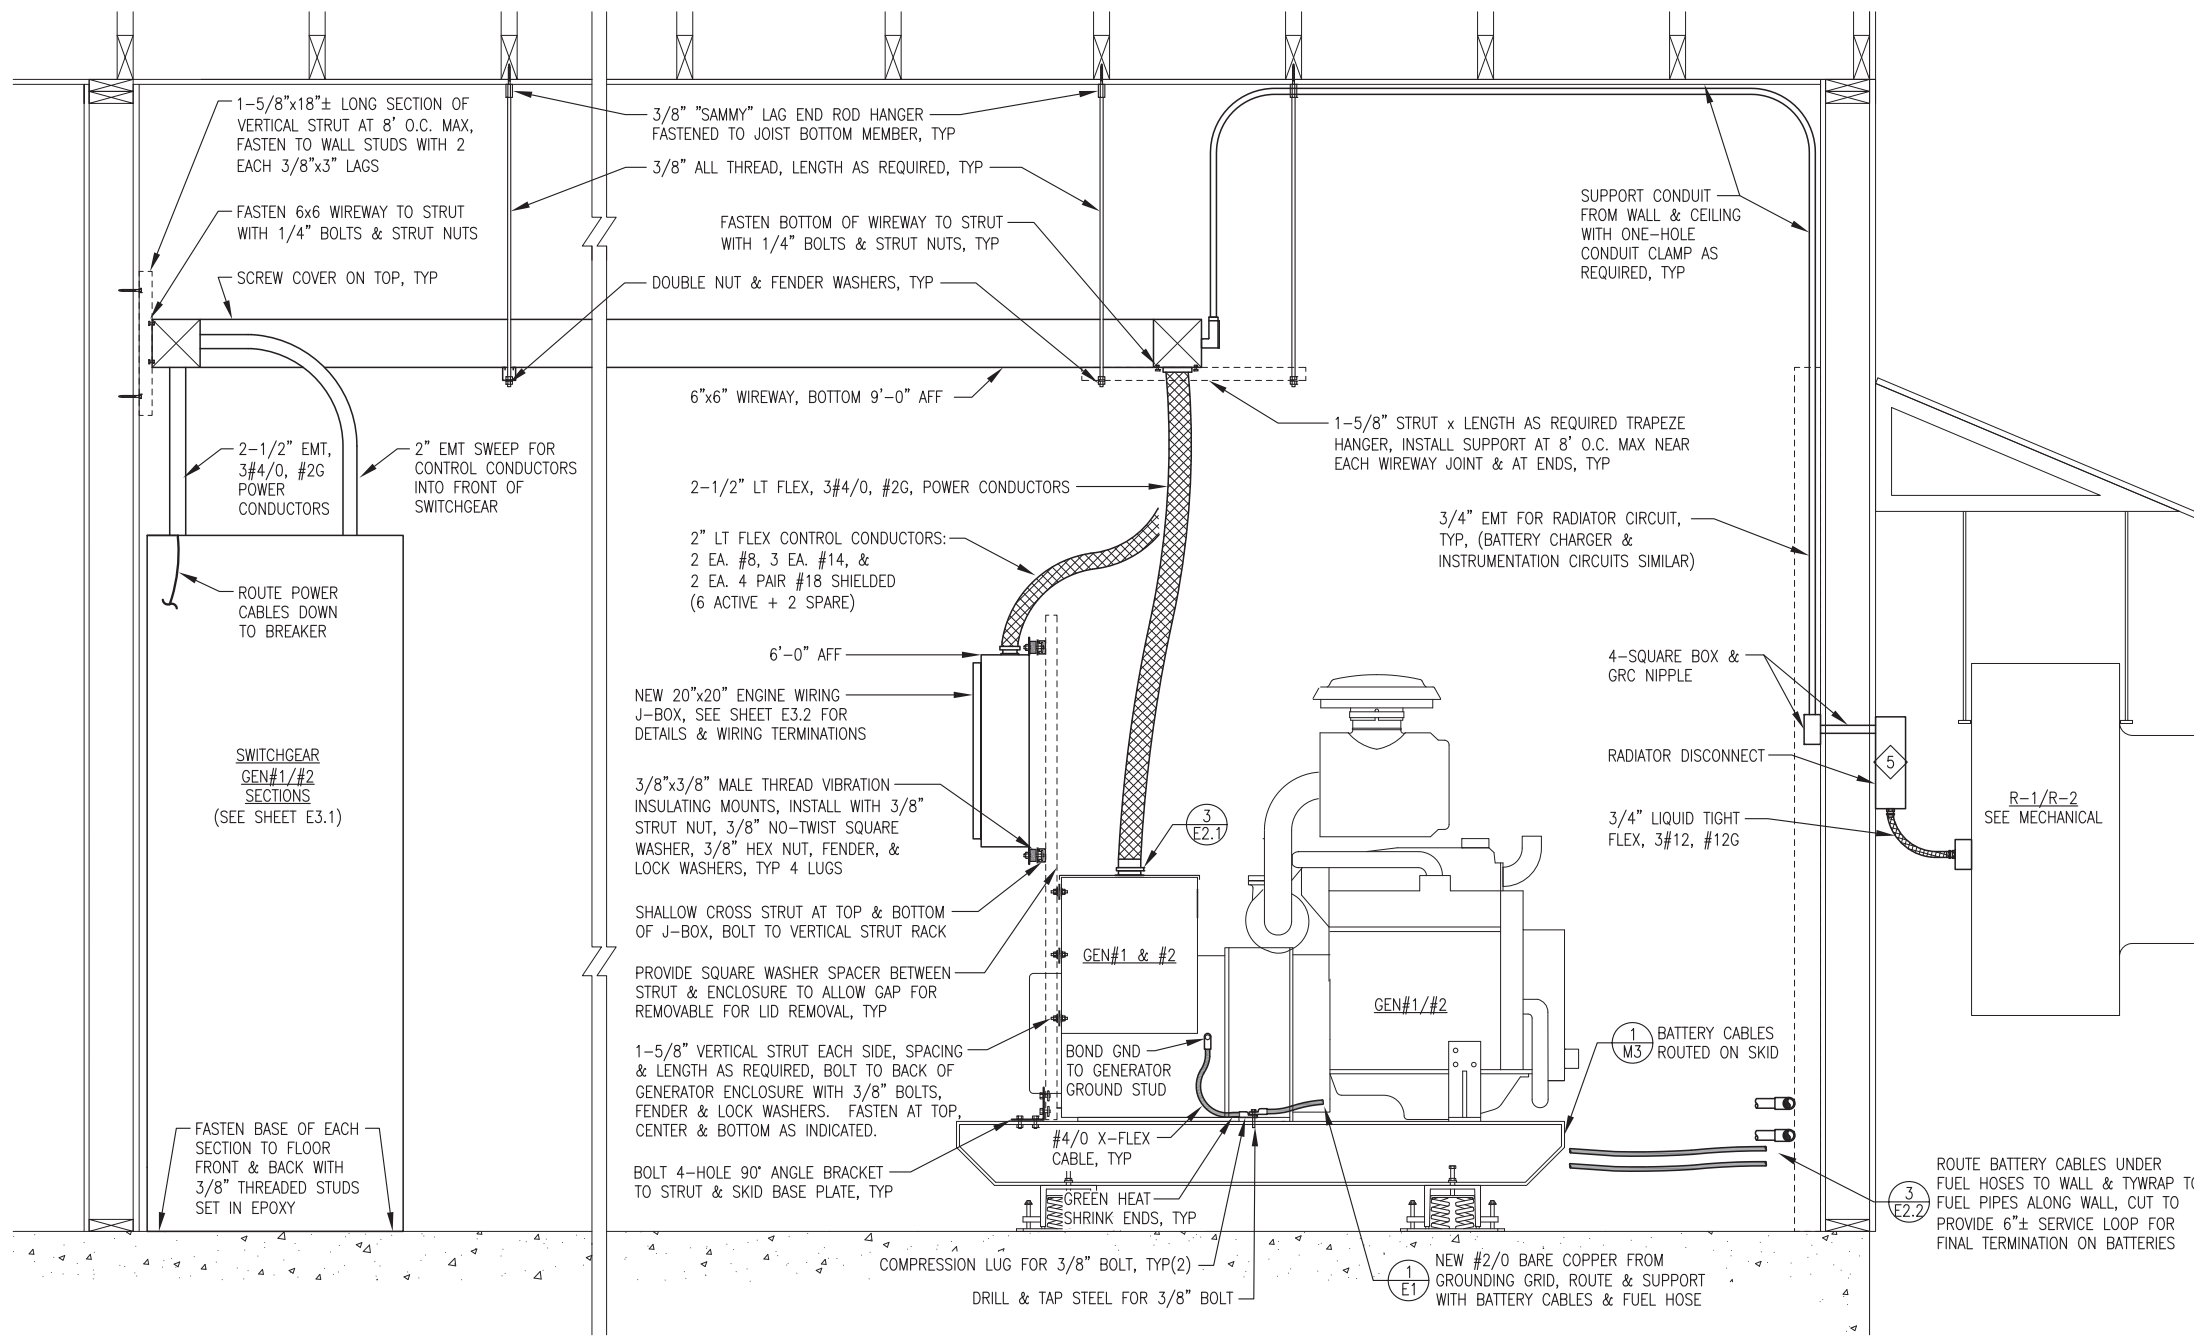 1-5/8"x18"± LONG SECTION OF
VERTICAL STRUT AT 8' O.C. MAX,
FASTEN TO WALL STUDS WITH 2
EACH 3/8"x3" LAGS
FASTEN 6x6 WIREWAY TO STRUT
WITH 1/4" BOLTS & STRUT NUTS
SCREW COVER ON TOP, TYP
3/8" "SAMMY" LAG END ROD HANGER
FASTENED TO JOIST BOTTOM MEMBER, TYP
3/8" ALL THREAD, LENGTH AS REQUIRED, TYP
FASTEN BOTTOM OF WIREWAY TO STRUT
WITH 1/4" BOLTS & STRUT NUTS, TYP
DOUBLE NUT & FENDER WASHERS, TYP
SUPPORT CONDUIT
FROM WALL & CEILING
WITH ONE-HOLE
CONDUIT CLAMP AS
REQUIRED, TYP
6"x6" WIREWAY, BOTTOM 9'-0" AFF
1-5/8" STRUT x LENGTH AS REQUIRED TRAPEZE
HANGER, INSTALL SUPPORT AT 8' O.C. MAX NEAR
EACH WIREWAY JOINT & AT ENDS, TYP
2-1/2" EMT,
3#4/0, #2G
POWER
CONDUCTORS
2" EMT SWEEP FOR
CONTROL CONDUCTORS
INTO FRONT OF
SWITCHGEAR
2-1/2" LT FLEX, 3#4/0, #2G, POWER CONDUCTORS
2" LT FLEX CONTROL CONDUCTORS:
2 EA. #8, 3 EA. #14, &
2 EA. 4 PAIR #18 SHIELDED
(6 ACTIVE + 2 SPARE)
3/4" EMT FOR RADIATOR CIRCUIT,
TYP, (BATTERY CHARGER &
INSTRUMENTATION CIRCUITS SIMILAR)
ROUTE POWER
CABLES DOWN
TO BREAKER
6'-0" AFF
NEW 20"x20" ENGINE WIRING
J-BOX, SEE SHEET E3.2 FOR
DETAILS & WIRING TERMINATIONS
4-SQUARE BOX &
GRC NIPPLE
RADIATOR DISCONNECT
5
3/4" LIQUID TIGHT
FLEX, 3#12, #12G
R-1/R-2
SEE MECHANICAL
SWITCHGEAR
GEN#1/#2
SECTIONS
(SEE SHEET E3.1)
3/8"x3/8" MALE THREAD VIBRATION
INSULATING MOUNTS, INSTALL WITH 3/8"
STRUT NUT, 3/8" NO-TWIST SQUARE
WASHER, 3/8" HEX NUT, FENDER, &
LOCK WASHERS, TYP 4 LUGS
3
E2.1
SHALLOW CROSS STRUT AT TOP & BOTTOM
OF J-BOX, BOLT TO VERTICAL STRUT RACK
GEN#1 & #2
PROVIDE SQUARE WASHER SPACER BETWEEN
STRUT & ENCLOSURE TO ALLOW GAP FOR
REMOVABLE FOR LID REMOVAL, TYP
GEN#1/#2
1-5/8" VERTICAL STRUT EACH SIDE, SPACING
& LENGTH AS REQUIRED, BOLT TO BACK OF
GENERATOR ENCLOSURE WITH 3/8" BOLTS,
FENDER & LOCK WASHERS. FASTEN AT TOP,
CENTER & BOTTOM AS INDICATED.
BOND GND
TO GENERATOR
GROUND STUD
1
M3
BATTERY CABLES
ROUTED ON SKID
FASTEN BASE OF EACH
SECTION TO FLOOR
FRONT & BACK WITH
3/8" THREADED STUDS
SET IN EPOXY
BOLT 4-HOLE 90° ANGLE BRACKET
TO STRUT & SKID BASE PLATE, TYP
#4/0 X-FLEX
CABLE, TYP
GREEN HEAT
SHRINK ENDS, TYP
3
E2.2
ROUTE BATTERY CABLES UNDER
FUEL HOSES TO WALL & TYWRAP TO
FUEL PIPES ALONG WALL, CUT TO
PROVIDE 6"± SERVICE LOOP FOR
FINAL TERMINATION ON BATTERIES
COMPRESSION LUG FOR 3/8" BOLT, TYP(2)
DRILL & TAP STEEL FOR 3/8" BOLT
1
E1
NEW #2/0 BARE COPPER FROM
GROUNDING GRID, ROUTE & SUPPORT
WITH BATTERY CABLES & FUEL HOSE